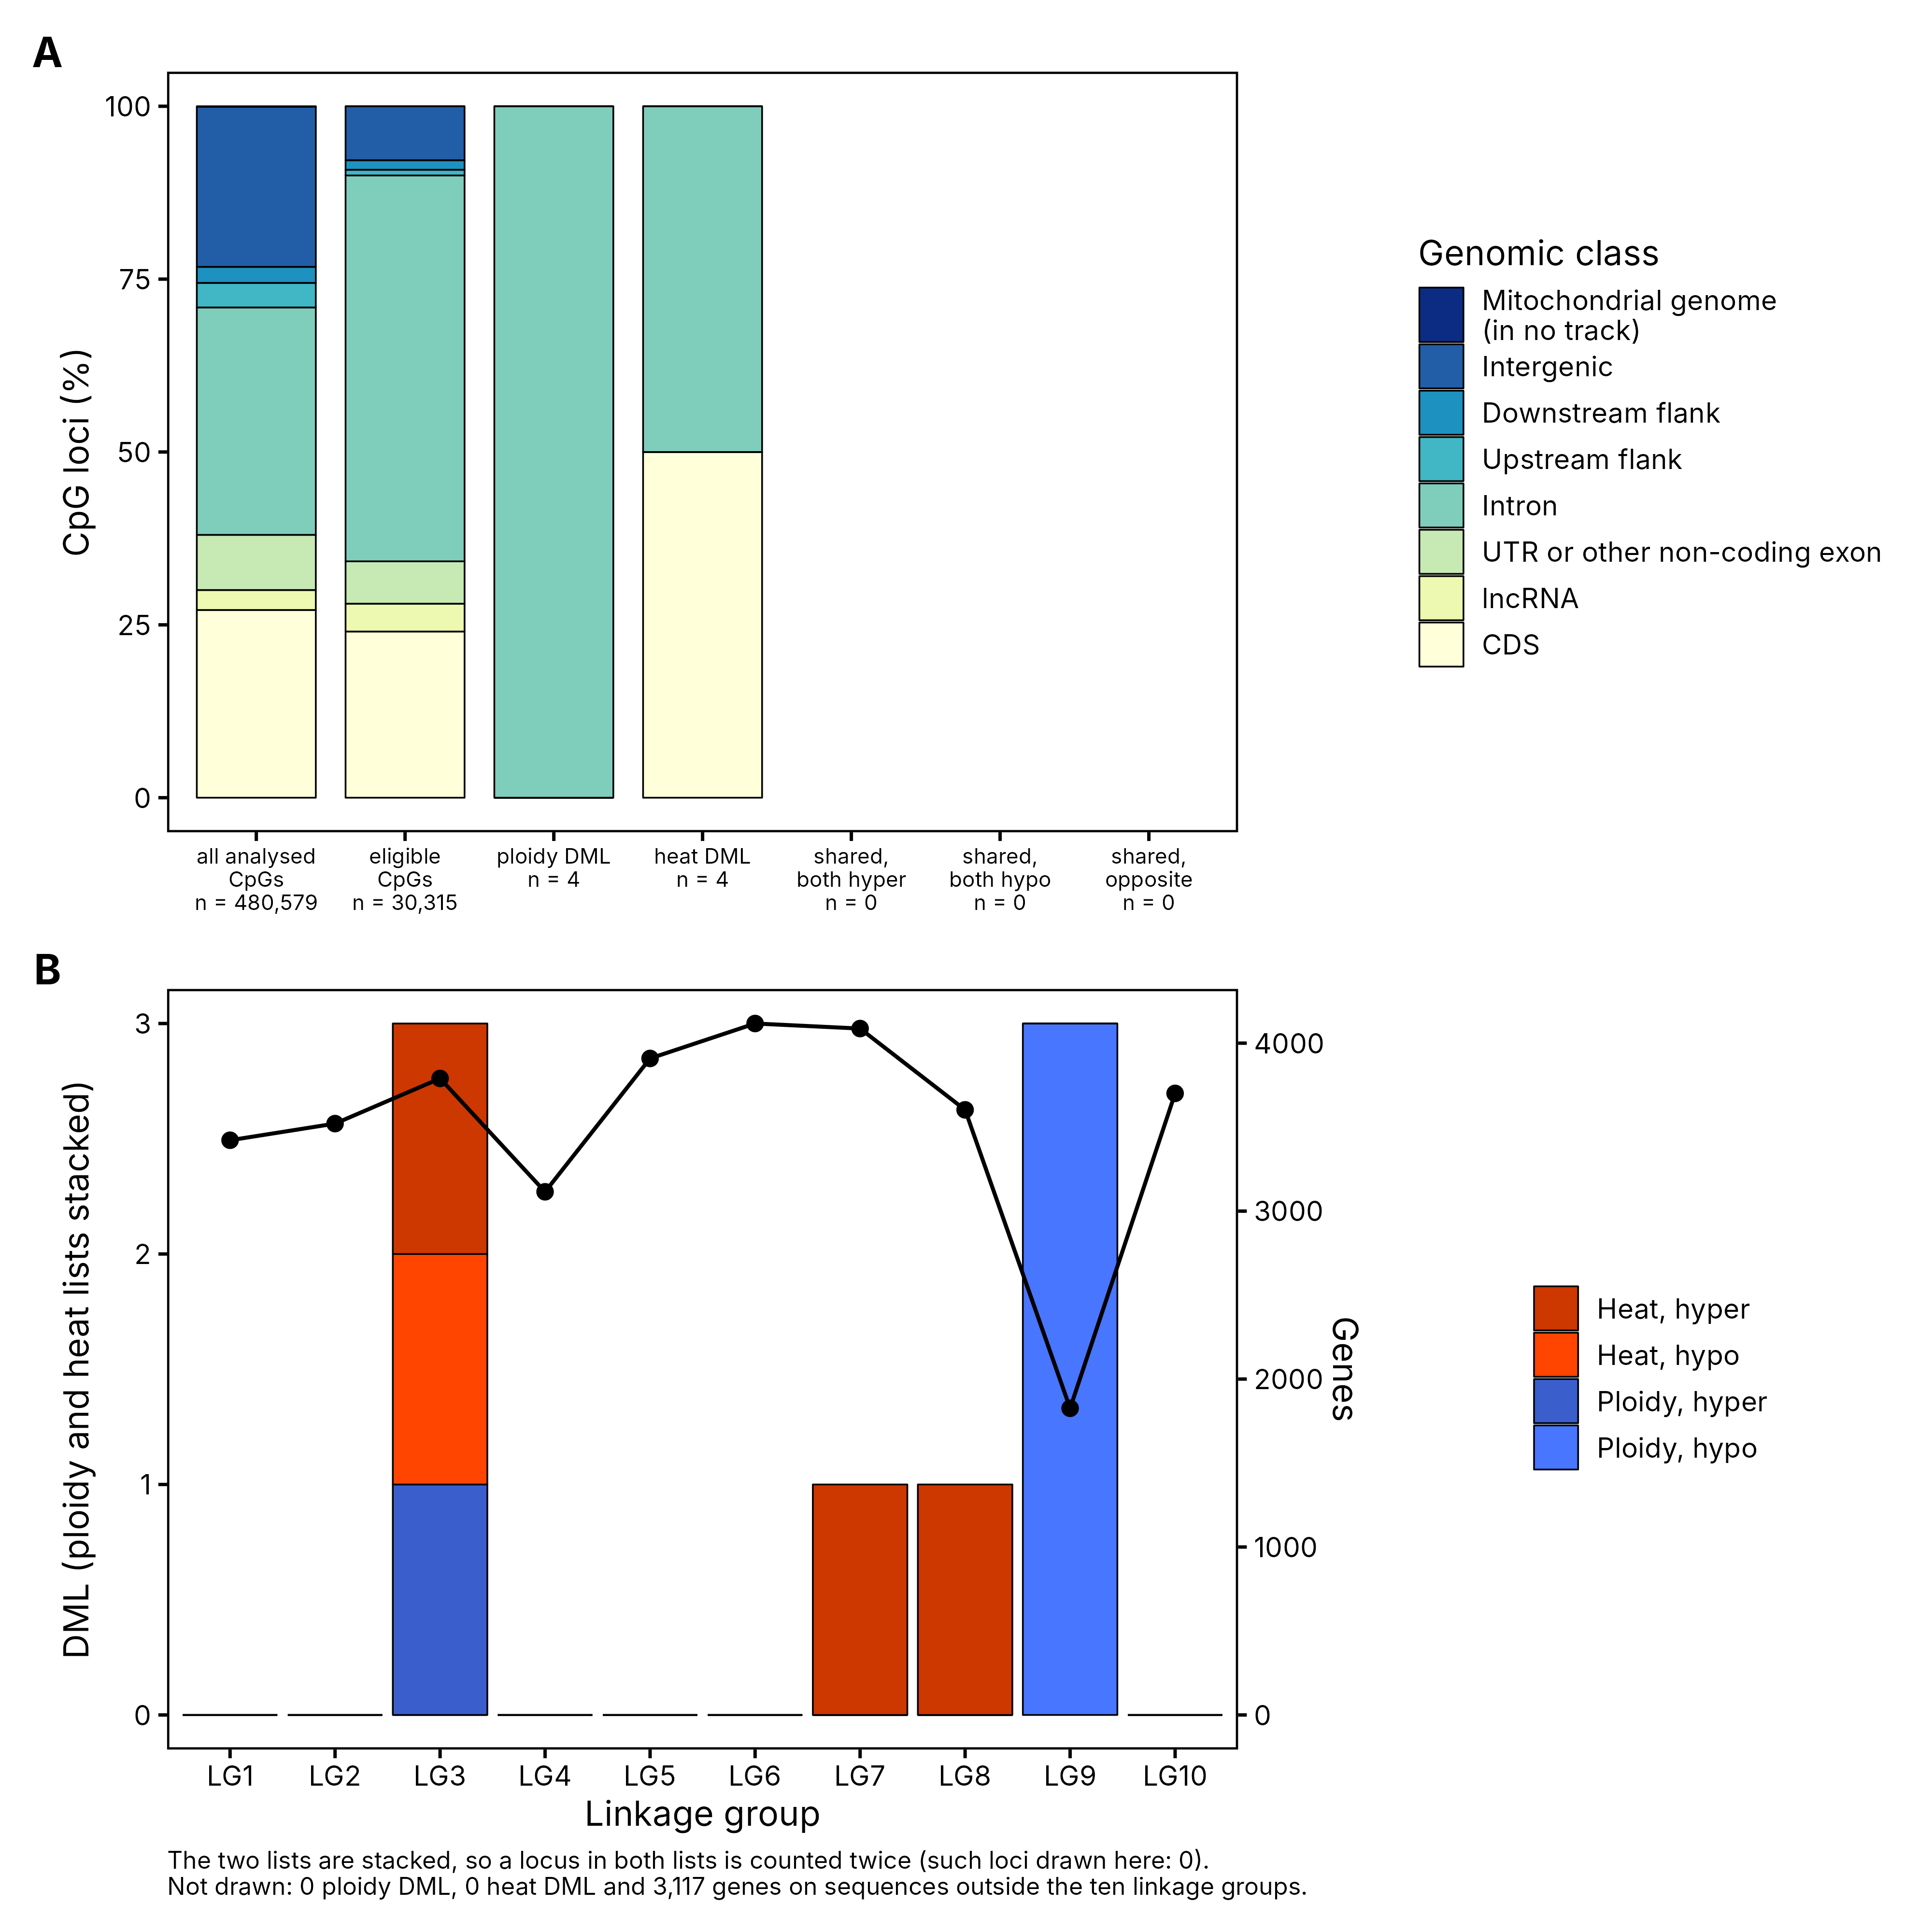 A
CpG loci (%)
100
75
50
25
0
all analysed
CpGs
n = 480,579
eligible
CpGs
n = 30,315
ploidy DML
n = 4
heat DML
n = 4
shared,
both hyper
n = 0
shared,
both hypo
n = 0
shared,
opposite
n = 0
Genomic class
Mitochondrial genome
(in no track)
Intergenic
Downstream flank
Upstream flank
Intron
UTR or other non-coding exon
lncRNA
CDS
B
DML (ploidy and heat lists stacked)
3
2
1
0
4000
3000
2000
1000
0
Genes
LG1
LG2
LG3
LG4
LG5
LG6
LG7
LG8
LG9
LG10
Linkage group
Heat, hyper
Heat, hypo
Ploidy, hyper
Ploidy, hypo
The two lists are stacked, so a locus in both lists is counted twice (such loci drawn here: 0).
Not drawn: 0 ploidy DML, 0 heat DML and 3,117 genes on sequences outside the ten linkage groups.